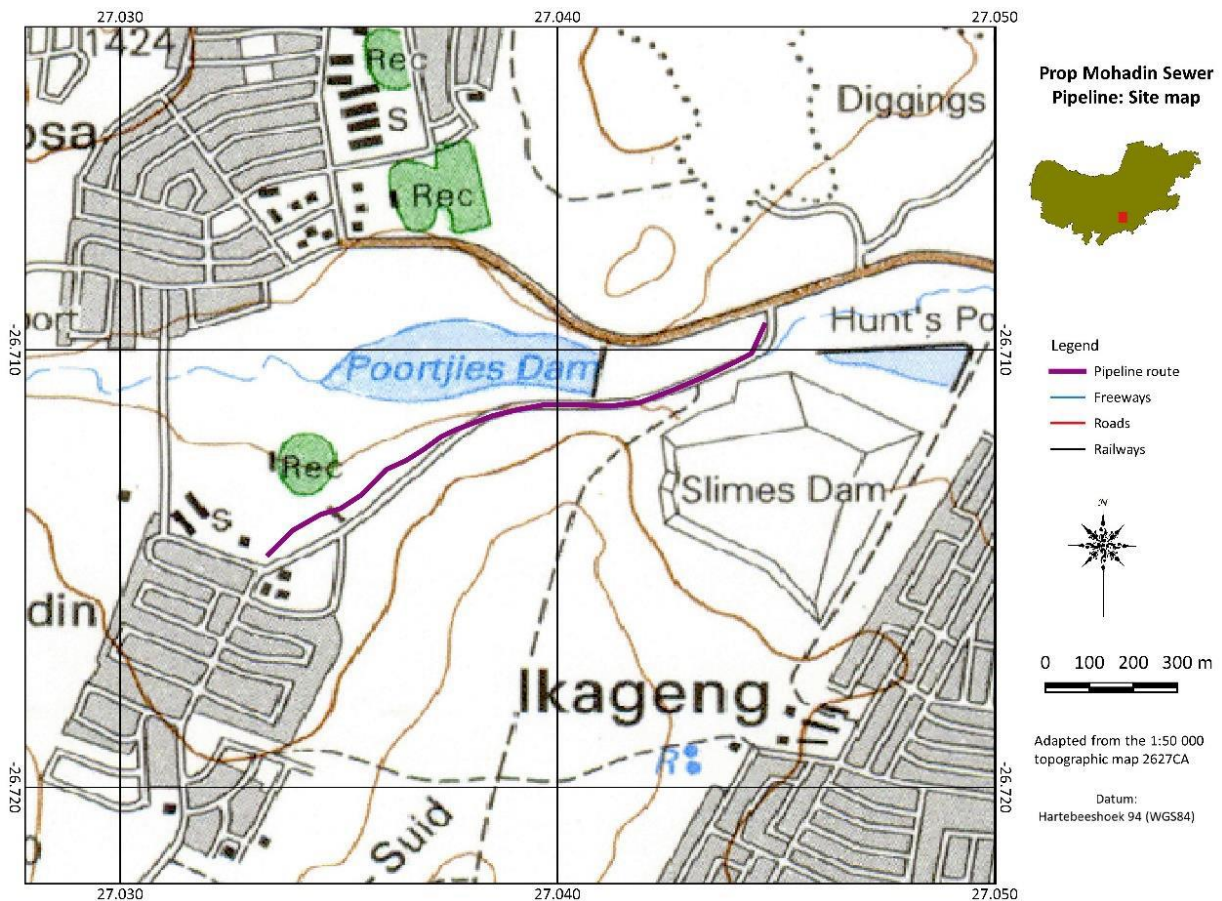 27.030 27.040 27.050
1424
Rec
S
Diggings
osa
Rec
Hunt's Po
ort
-26.710
-26.710
Poortjies Dam
Rec
Slimes Dam
S
din
Ikageng
R
-26.720
-26.720
Suid
27.030 27.040 27.050
Prop Mohadin Sewer
Pipeline: Site map
Legend
Pipeline route
Freeways
Roads
Railways
N
0 100 200 300 m
Adapted from the 1:50 000
topographic map 2627CA
Datum:
Hartebeeshoek 94 (WGS84)